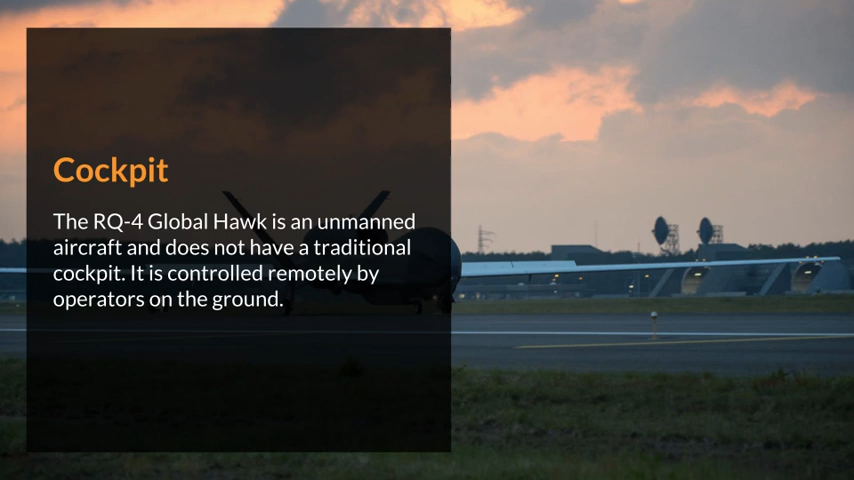 Cockpit
The RQ-4 Global Hawk is an unmanned
aircraft and does not have a traditional
cockpit. It is controlled remotely by
operators on the ground.